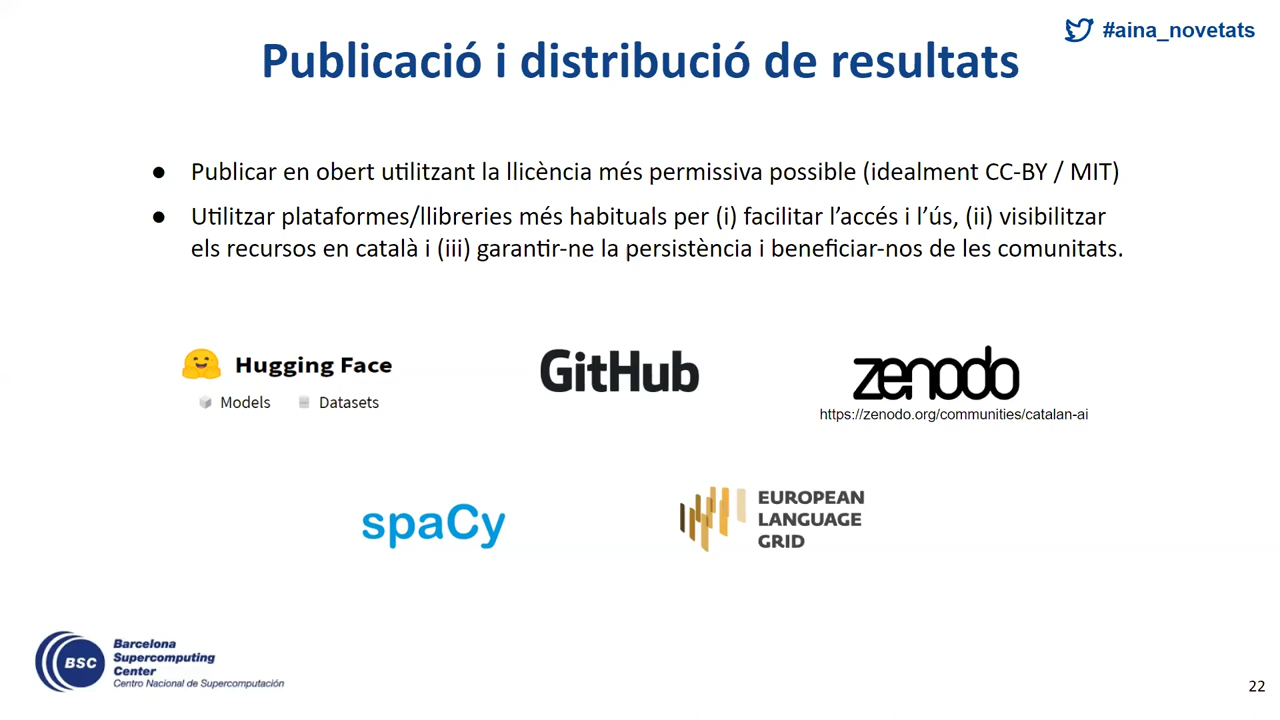 #aina_novetats
Publicació i distribució de resultats
● Publicar en obert utilitzant la llicència més permissiva possible (idealment CC-BY / MIT)
● Utilitzar plataformes/llibreries més habituals per (i) facilitar l’accés i l’ús, (ii) visibilitzar
els recursos en català i (iii) garantir-ne la persistència i beneficiar-nos de les comunitats.
Hugging Face
Models Datasets
GitHub
zenodo
https://zenodo.org/communities/catalan-ai
spaCy
EUROPEAN
LANGUAGE
GRID
BSC
Barcelona
Supercomputing
Center
Centro Nacional de Supercomputación
22